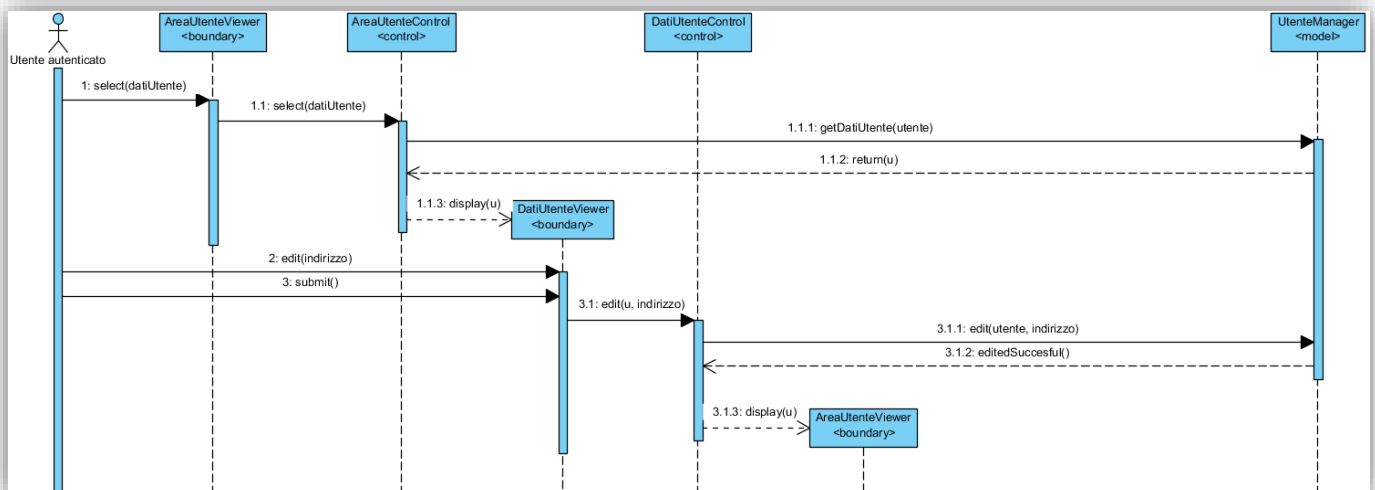 AreaUtenteViewer
<boundary>
AreaUtenteControl
<control>
DatiUtenteControl
<control>
UtenteManager
<model>
Utente autenticato
1: select(datiUtente)
1.1: select(datiUtente)
1.1.1: getDatiUtente(utente)
1.1.2: return(u)
1.1.3: display(u)
DatiUtenteViewer
<boundary>
2: edit(indirizzo)
3: submit()
3.1: edit(u, indirizzo)
3.1.1: edit(utente, indirizzo)
3.1.2: editedSuccesful()
3.1.3: display(u)
AreaUtenteViewer
<boundary>